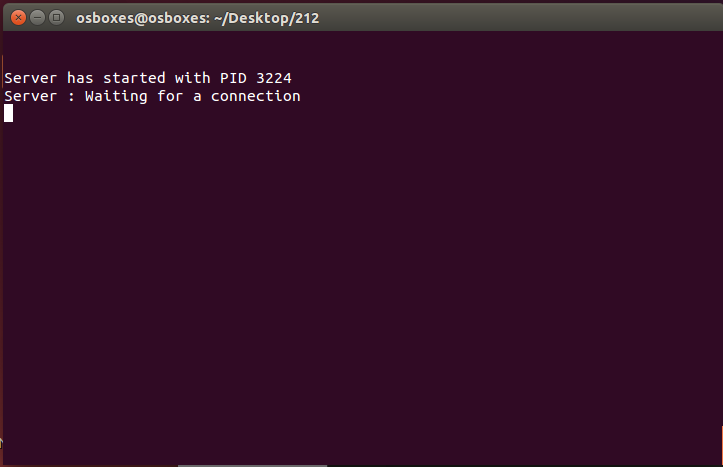 osboxes@osboxes: ~/Desktop/212
Server has started with PID 3224
Server : Waiting for a connection